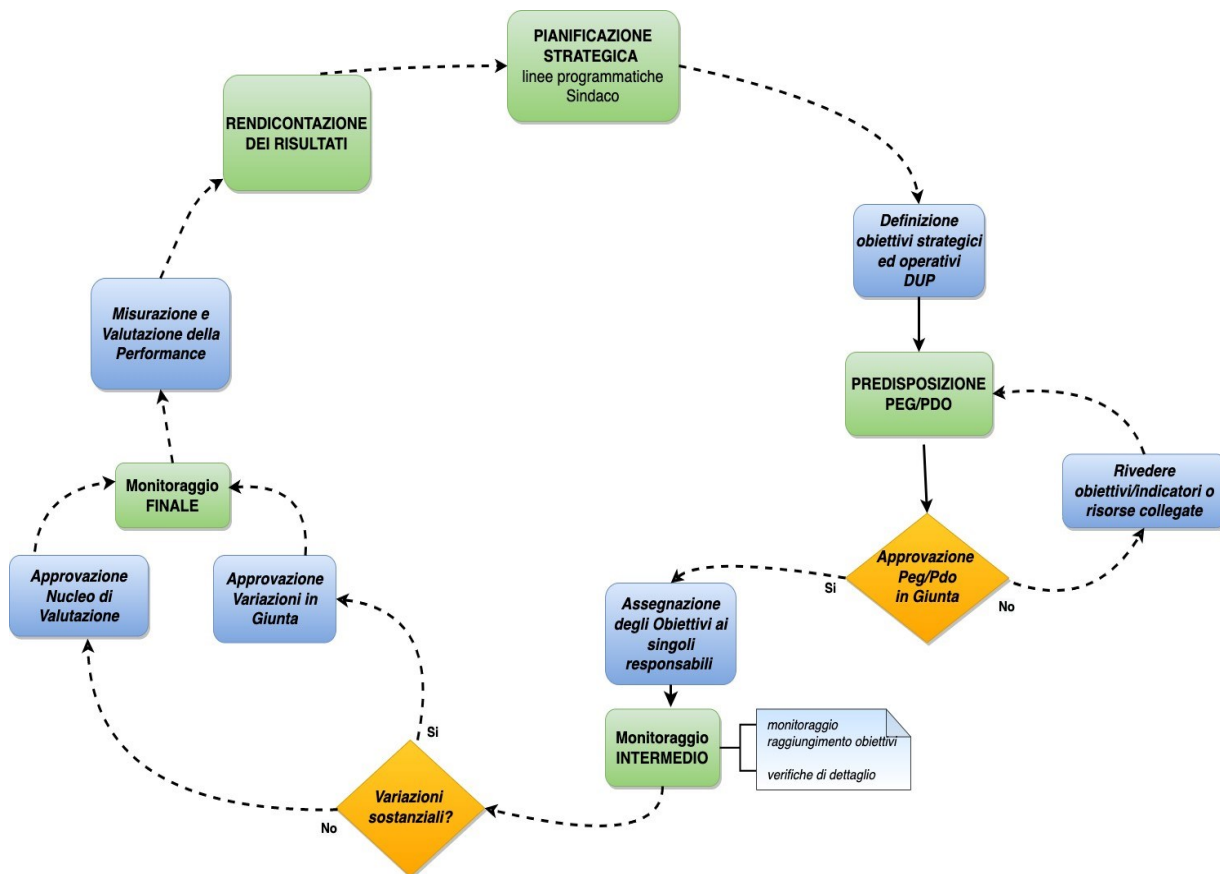 PIANIFICAZIONE
STRATEGICA
linee programmatiche
Sindaco
RENDICONTAZIONE
DEI RISULTATI
Definizione
obiettivi strategici
ed operativi
DUP
Misurazione e
Valutazione della
Performance
PREDISPOSIZIONE
PEG/PDO
Rivedere
obiettivi/indicatori o
risorse collegate
Monitoraggio
FINALE
Approvazione
Peg/Pdo
in Giunta
Si
No
Approvazione
Nucleo di
Valutazione
Approvazione
Variazioni in
Giunta
Assegnazione
degli Obiettivi ai
singoli
responsabili
Monitoraggio
INTERMEDIO
monitoraggio
raggiungimento obiettivi
verifiche di dettaglio
Si
Variazioni
sostanziali?
No